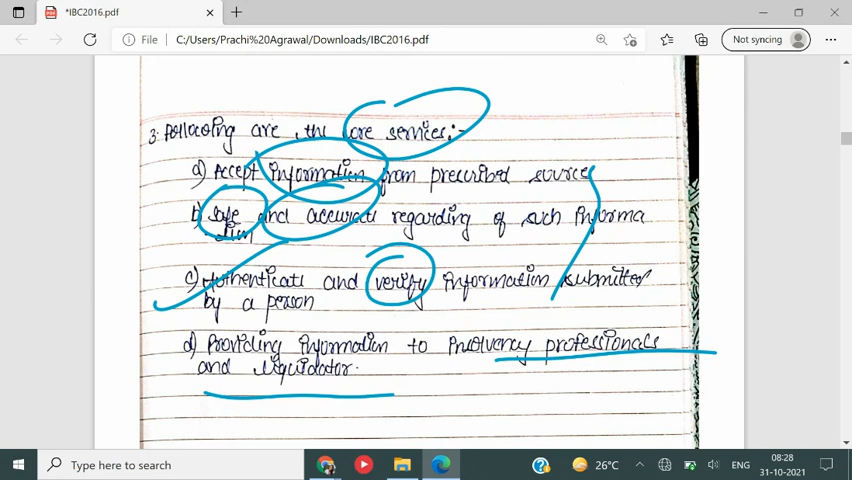 *IBC2016.pdf
File
C:/Users/Prachi%20Agrawal/Downloads/IBC2016.pdf
Not syncing
3. Following are the core services:-
a) Accept information from prescribed source
b) Safe and accurate regarding of such informa
-tion
c) Authenticate and verify information submitted
by a person
d) Providing information to insolvency professionals
and liquidator.
Type here to search
26°C
ENG
08:28
31-10-2021